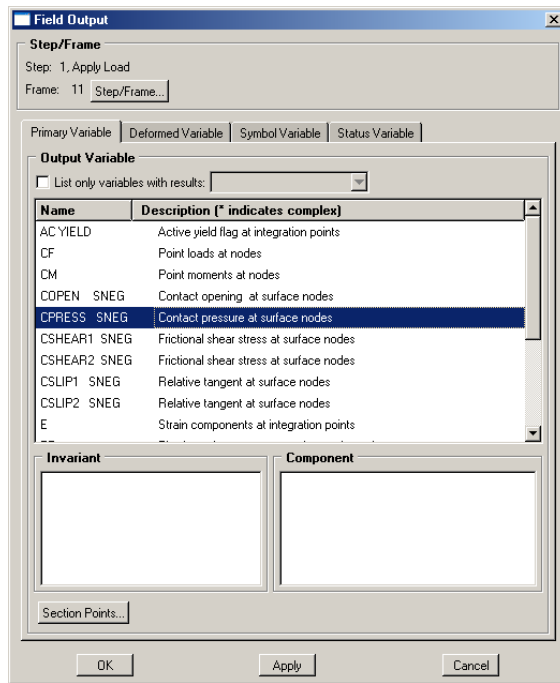 Field Output
Step/Frame
Step: 1, Apply Load
Frame: 11 Step/Frame...
Primary Variable Deformed Variable Symbol Variable Status Variable
Output Variable
List only variables with results:
Name Description (* indicates complex)
AC YIELD Active yield flag at integration points
CF Point loads at nodes
CM Point moments at nodes
COPEN SNEG Contact opening at surface nodes
CPRESS SNEG Contact pressure at surface nodes
CSHEAR1 SNEG Frictional shear stress at surface nodes
CSHEAR2 SNEG Frictional shear stress at surface nodes
CSLIP1 SNEG Relative tangent at surface nodes
CSLIP2 SNEG Relative tangent at surface nodes
E Strain components at integration points
Invariant Component
Section Points...
OK Apply Cancel